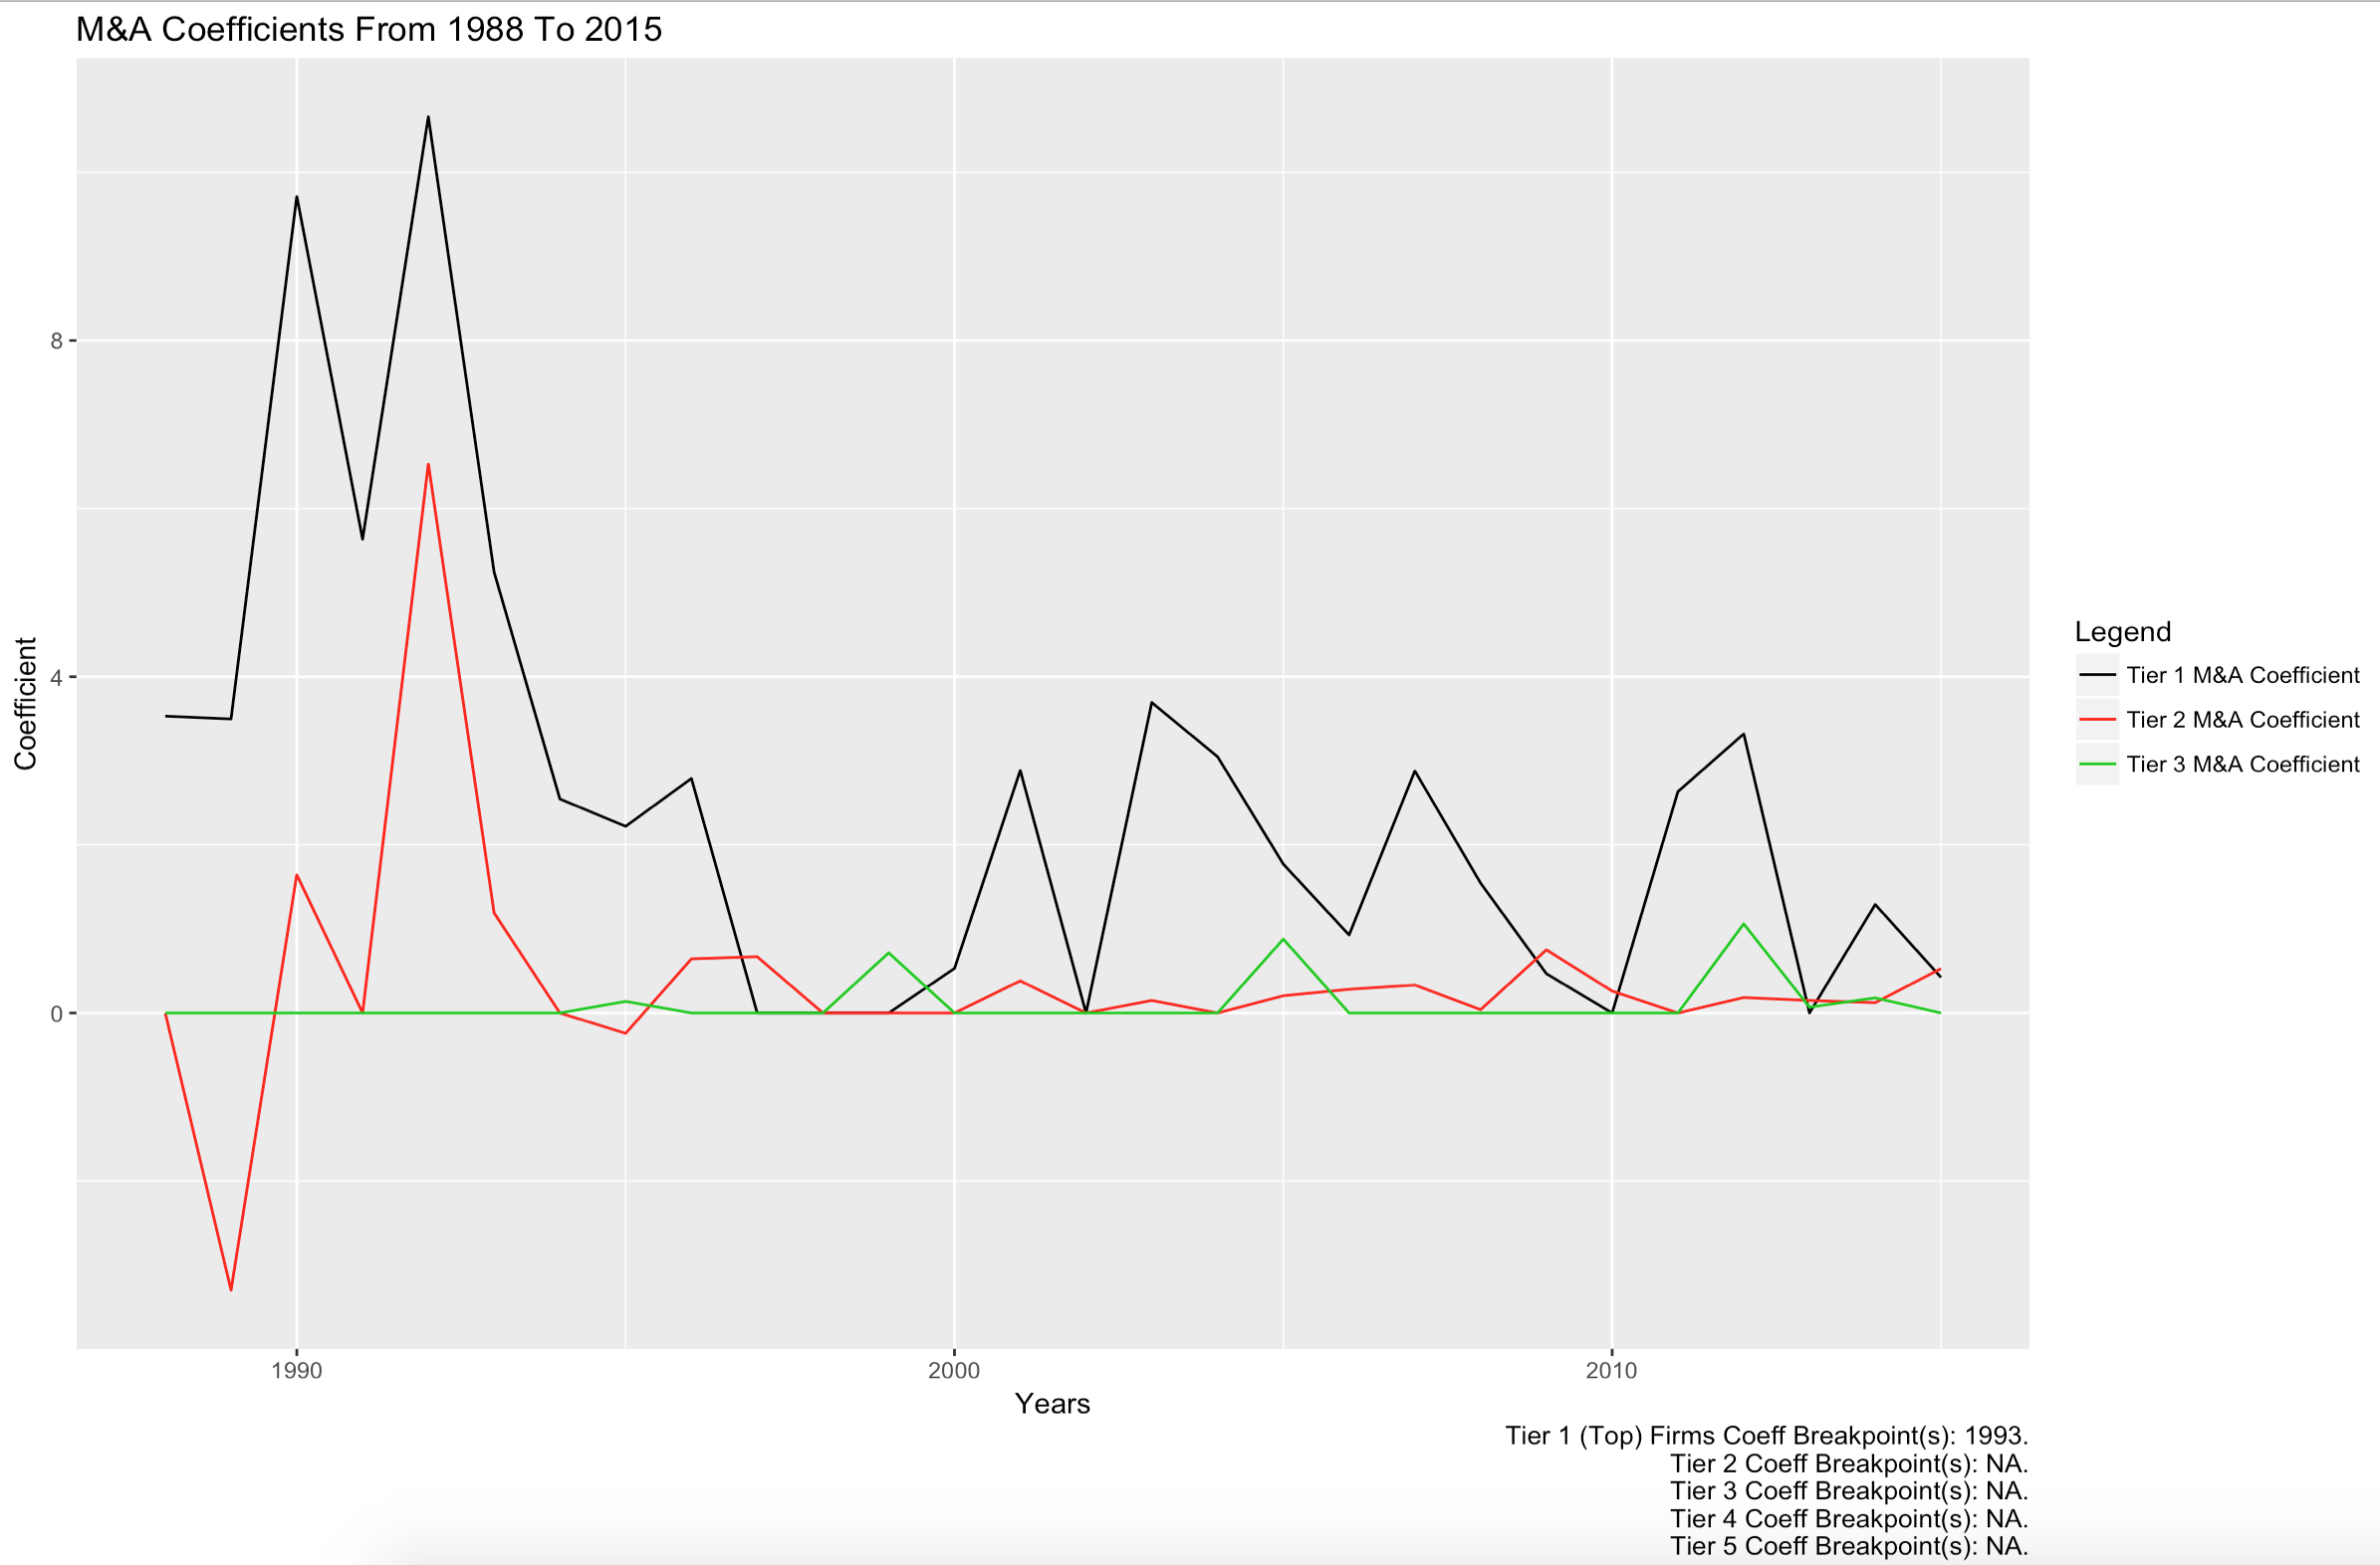 M&A Coefficients From 1988 To 2015
8
4
0
Coefficient
1990
2000
2010
Years
Legend
Tier 1 M&A Coefficient
Tier 2 M&A Coefficient
Tier 3 M&A Coefficient
Tier 1 (Top) Firms Coeff Breakpoint(s): 1993.
Tier 2 Coeff Breakpoint(s): NA.
Tier 3 Coeff Breakpoint(s): NA.
Tier 4 Coeff Breakpoint(s): NA.
Tier 5 Coeff Breakpoint(s): NA.